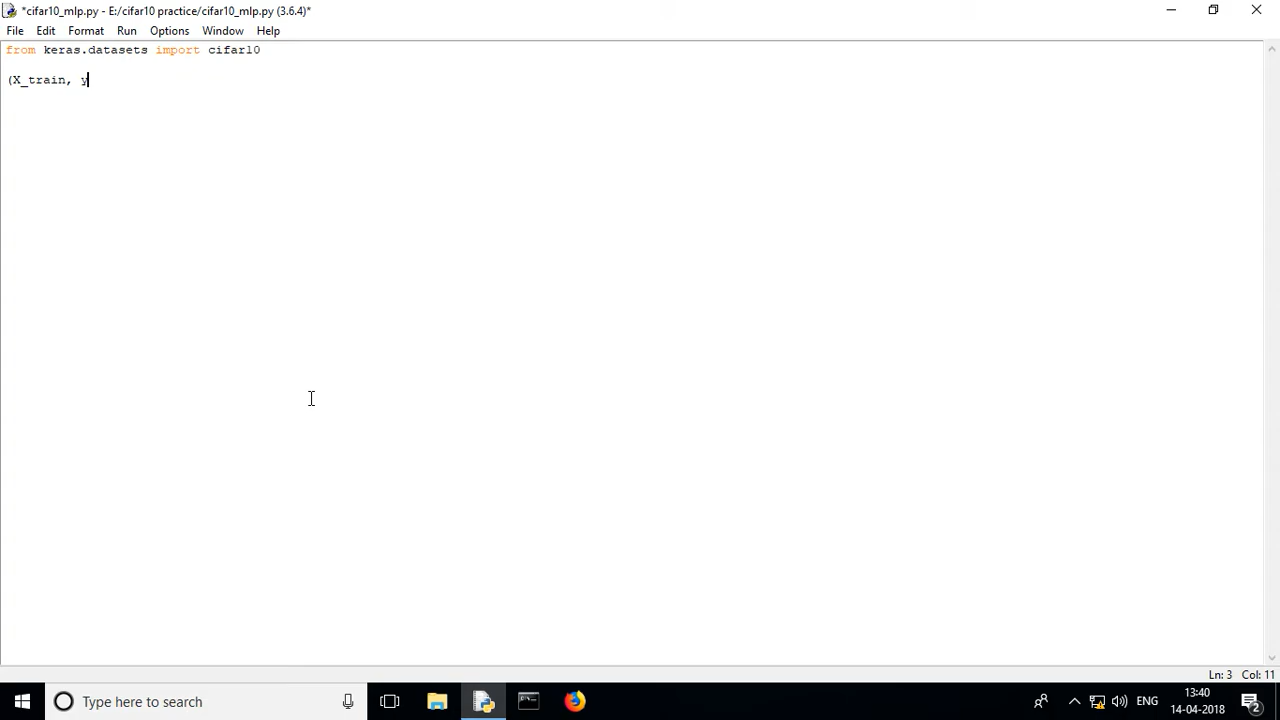 *cifar10_mlp.py - E:/cifar10 practice/cifar10_mlp.py (3.6.4)*
File Edit Format Run Options Window Help
from keras.datasets import cifar10
(X_train, y
Ln: 3 Col: 11
Type here to search
ENG
13:40
14-04-2018
2